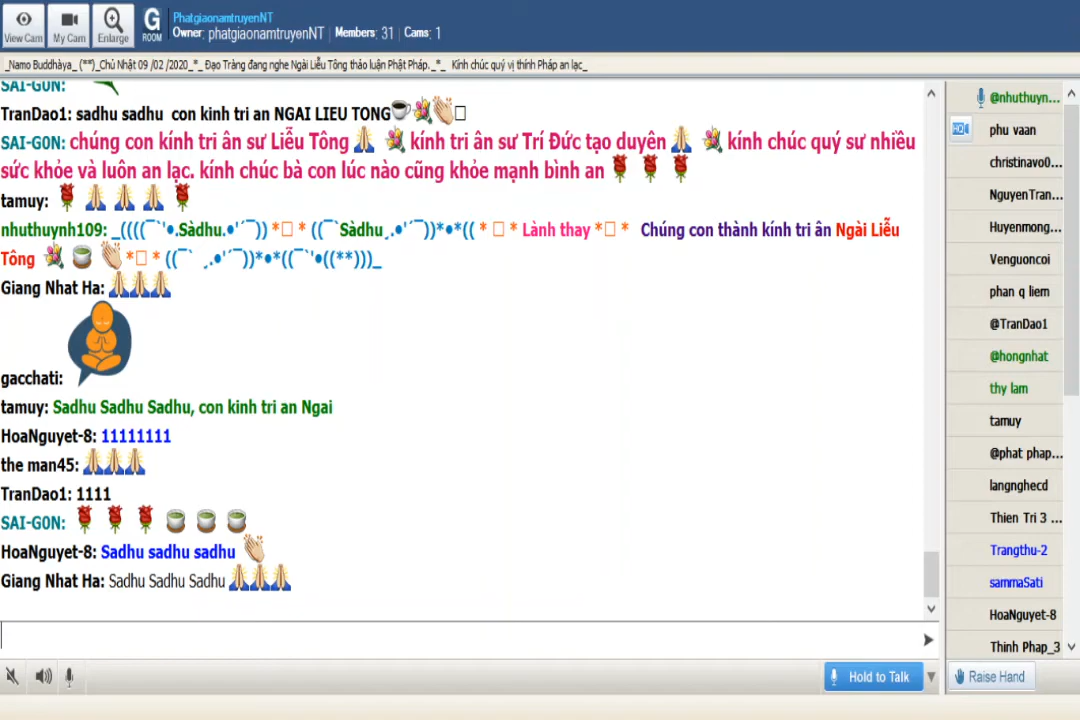 View Cam My Cam Enlarge G ROOM PhatgiaonamtruyenNT
Owner: phatgiaonamtruyenNT | Members: 31 | Cams: 1
_Namo Buddhàya_ (**)_Chủ Nhật 09 /02 /2020_*_ Đạo Tràng đang nghe Ngài Liễu Tông thảo luận Phật Pháp._*_ Kính chúc quý vị thính Pháp an lạc_
SAI-GON:
TranDao1: sadhu sadhu con kinh tri an NGAI LIEU TONG
SAI-GON: chúng con kính tri ân sư Liễu Tông kính tri ân sư Trí Đức tạo duyên kính chúc quý sư nhiều
sức khỏe và luôn an lạc. kính chúc bà con lúc nào cũng khỏe mạnh bình an
tamuy:
nhuthuynh109: _((((¯`'•.Sàdhu.•'´¯)) *□ * ((¯`Sàdhu¸.•'´¯))*•*(( * □ * Lành thay *□ * Chúng con thành kính tri ân Ngài Liễu
Tông *□ * ((¯` ¸.•'´¯))*•*((¯`'•((**)))_
Giang Nhat Ha:
gacchati:
tamuy: Sadhu Sadhu Sadhu, con kinh tri an Ngai
HoaNguyet-8: 11111111
the man45:
TranDao1: 1111
SAI-GON:
HoaNguyet-8: Sadhu sadhu sadhu
Giang Nhat Ha: Sadhu Sadhu Sadhu
Hold to Talk
@nhuthuyn...
HD phu vaan
christinavo0...
NguyenTran...
Huyenmong...
Venguoncoi
phan q liem
@TranDao1
@hongnhat
thy lam
tamuy
@phat phap...
langnghecd
Thien Tri 3 ...
Trangthu-2
sammaSati
HoaNguyet-8
Thinh Phap_3
Raise Hand